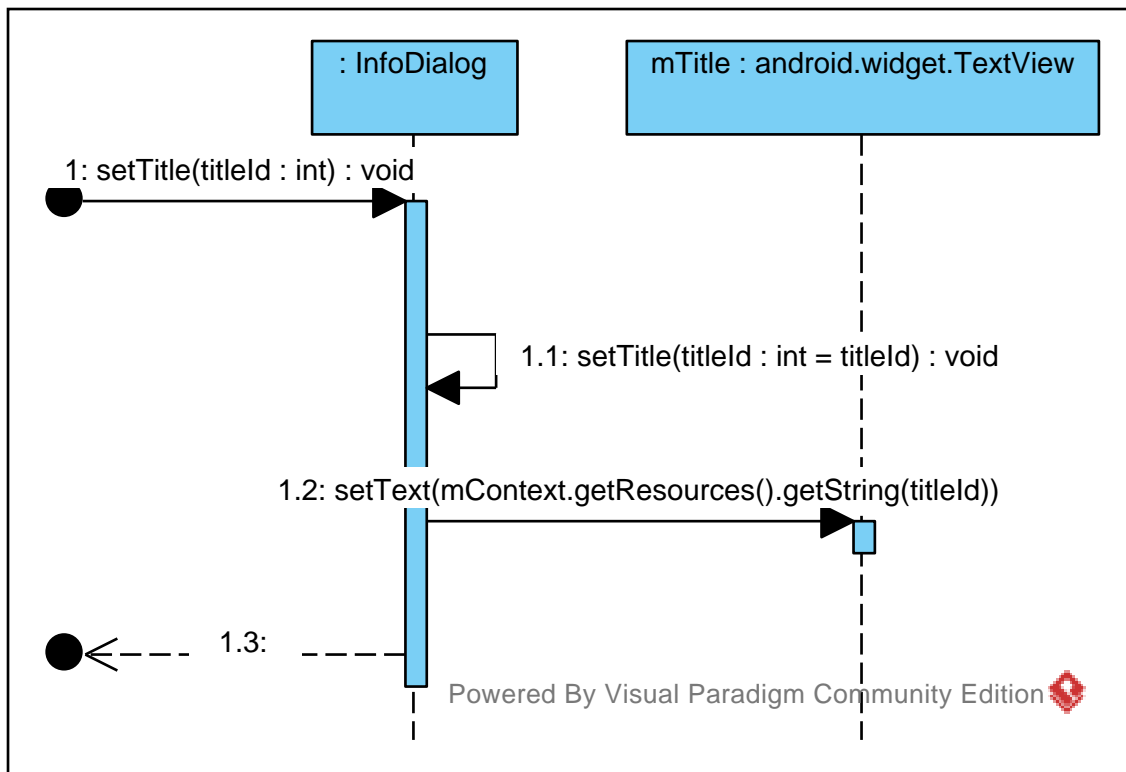 : InfoDialog
mTitle : android.widget.TextView
1: setTitle(titleId : int) : void
1.1: setTitle(titleId : int = titleId) : void
1.2: setText(mContext.getResources().getString(titleId))
1.3:
Powered By Visual Paradigm Community Edition